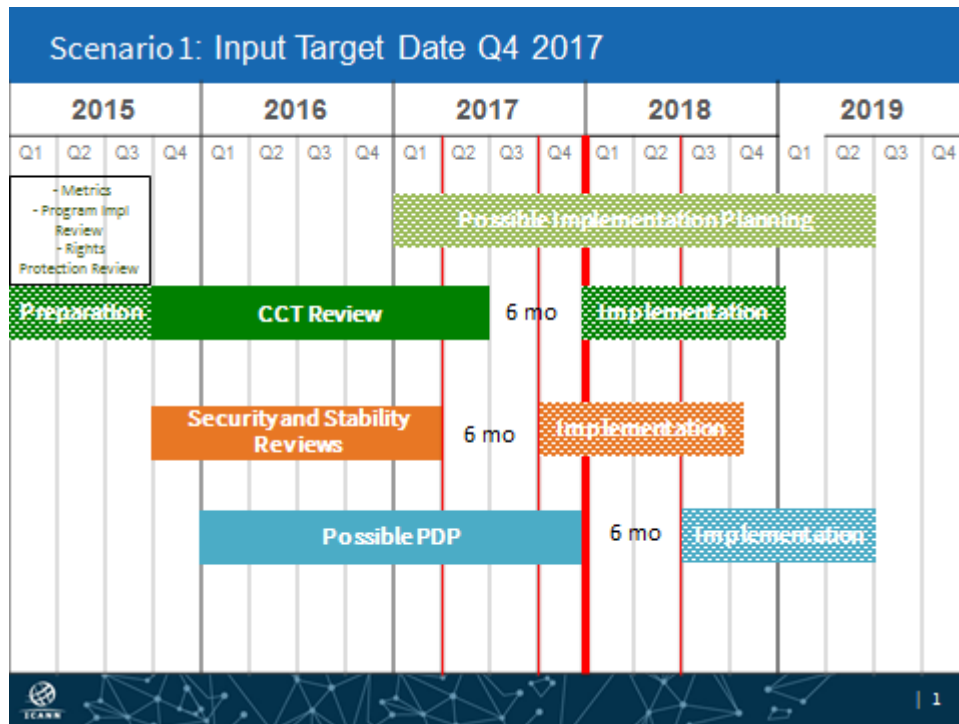 Scenario 1: Input Target Date Q4 2017
2015 2016 2017 2018 2019
Q1 Q2 Q3 Q4 Q1 Q2 Q3 Q4 Q1 Q2 Q3 Q4 Q1 Q2 Q3 Q4 Q1 Q2 Q3 Q4
- Metrics
- Program Impl
Review
- Rights
Protection Review
Possible Implementation Planning
Preparation CCT Review 6 mo Implementation
Security and Stability
Reviews
6 mo Implementation
Possible PDP 6 mo Implementation
ICANN
| 1